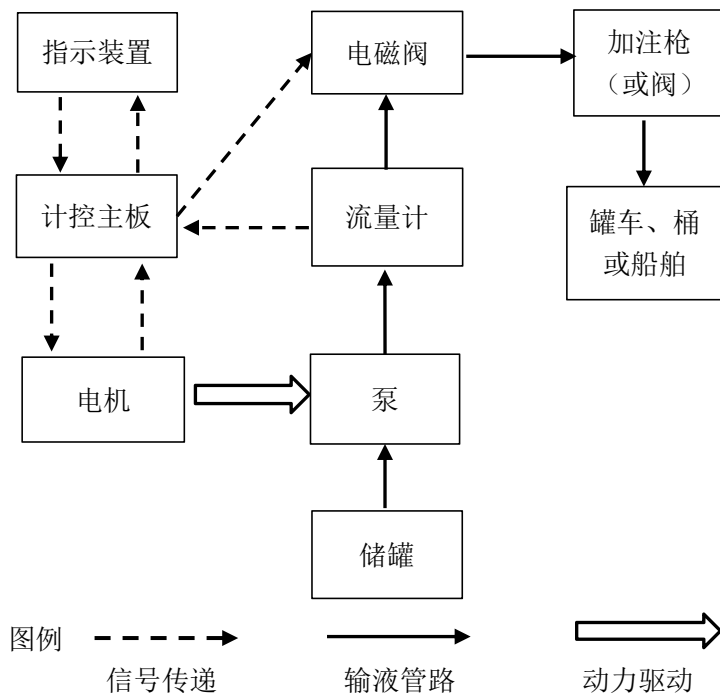 指示装置
电磁阀
加注枪
（或阀）
计控主板
流量计
罐车、桶
或船舶
电机
泵
储罐
图例
信号传递
输液管路
动力驱动